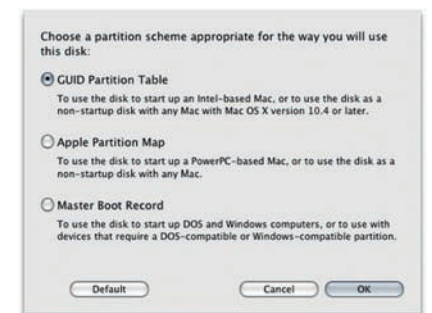 Choose a partition scheme appropriate for the way you will use
this disk:
GUID Partition Table
To use the disk to start up an Intel-based Mac, or to use the disk as a
non-startup disk with any Mac with Mac OS X version 10.4 or later.
Apple Partition Map
To use the disk to start up a PowerPC-based Mac, or to use the disk as a
non-startup disk with any Mac.
Master Boot Record
To use the disk to start up DOS and Windows computers, or to use with
devices that require a DOS-compatible or Windows-compatible partition.
Default Cancel OK